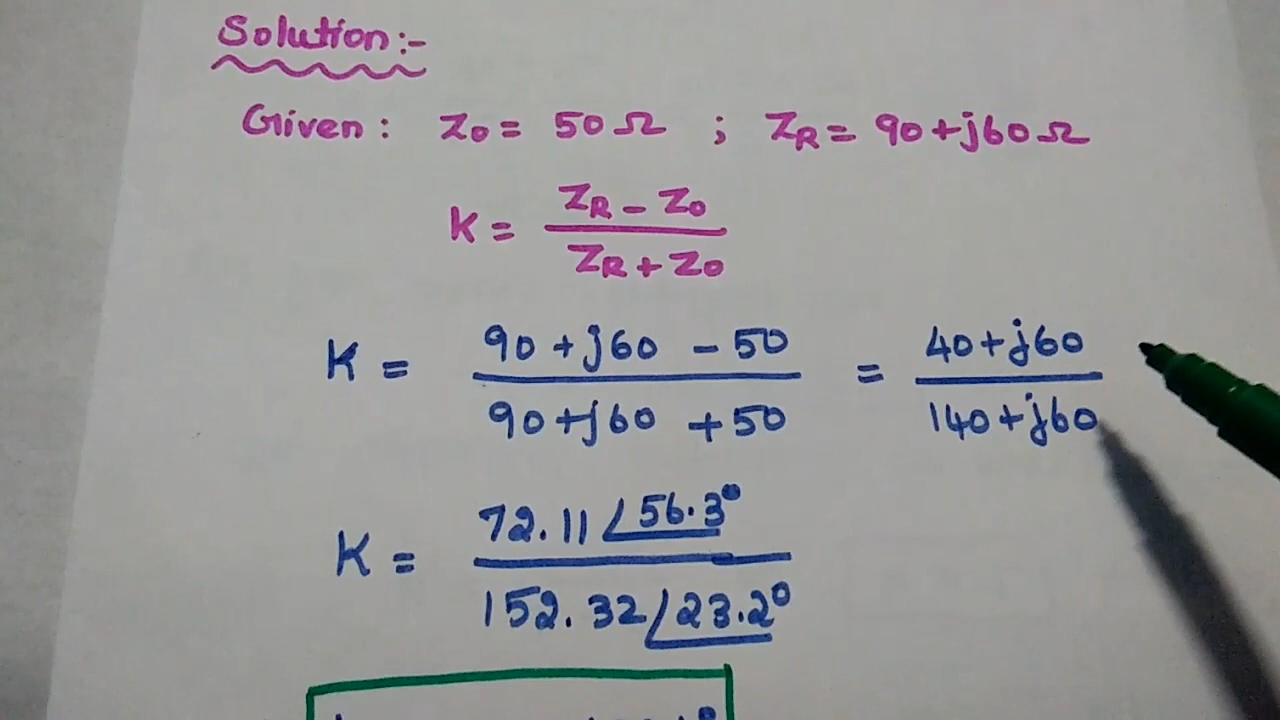 Solution:-
Given: Z0 = 50Ω ; ZR = 90+j60Ω
K = ZR - Z0
ZR + Z0
K = 90+j60 - 50 = 40+j60
90+j60 +50 140+j60
K = 72.11∠56.3°
152.32∠23.2°